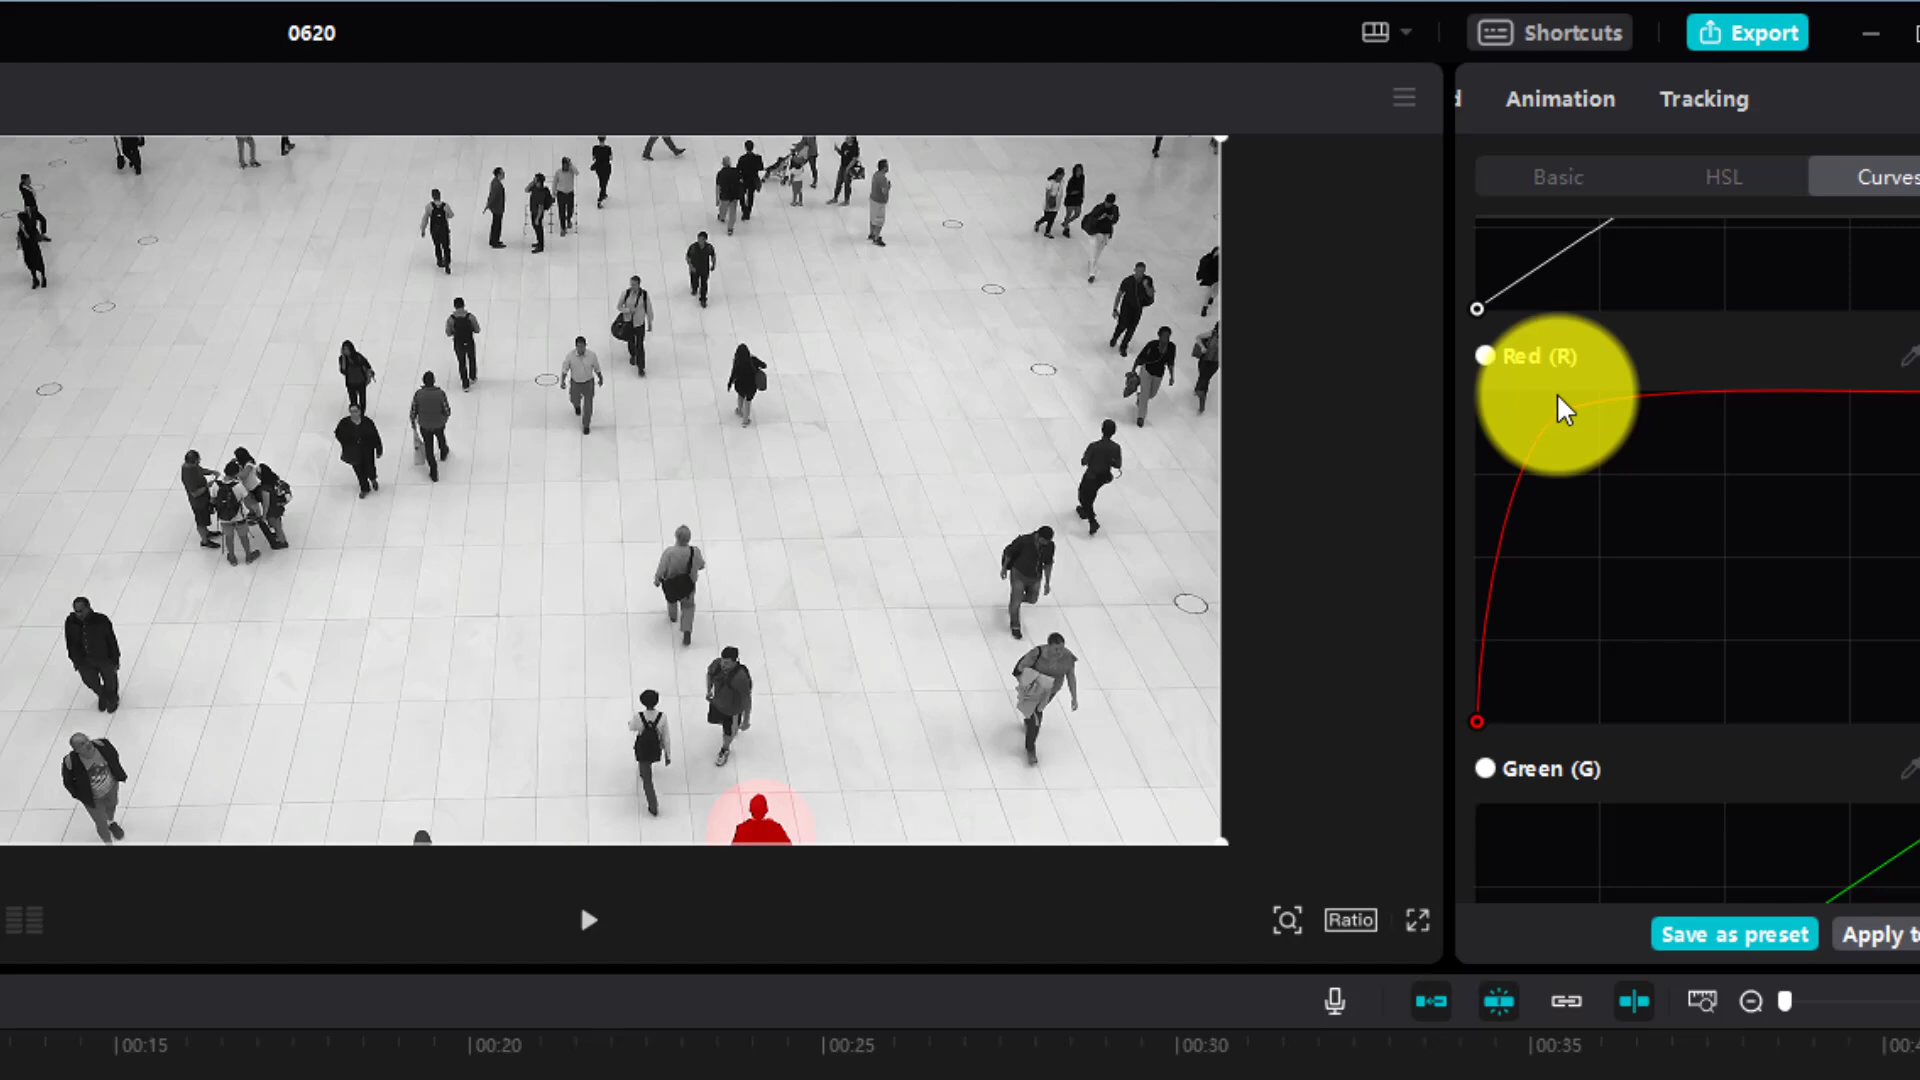 0620
Shortcuts
Export
Animation
Tracking
Basic
HSL
Curves
Red (R)
Green (G)
Ratio
Save as preset
Apply
00:15
00:20
00:25
00:30
00:35